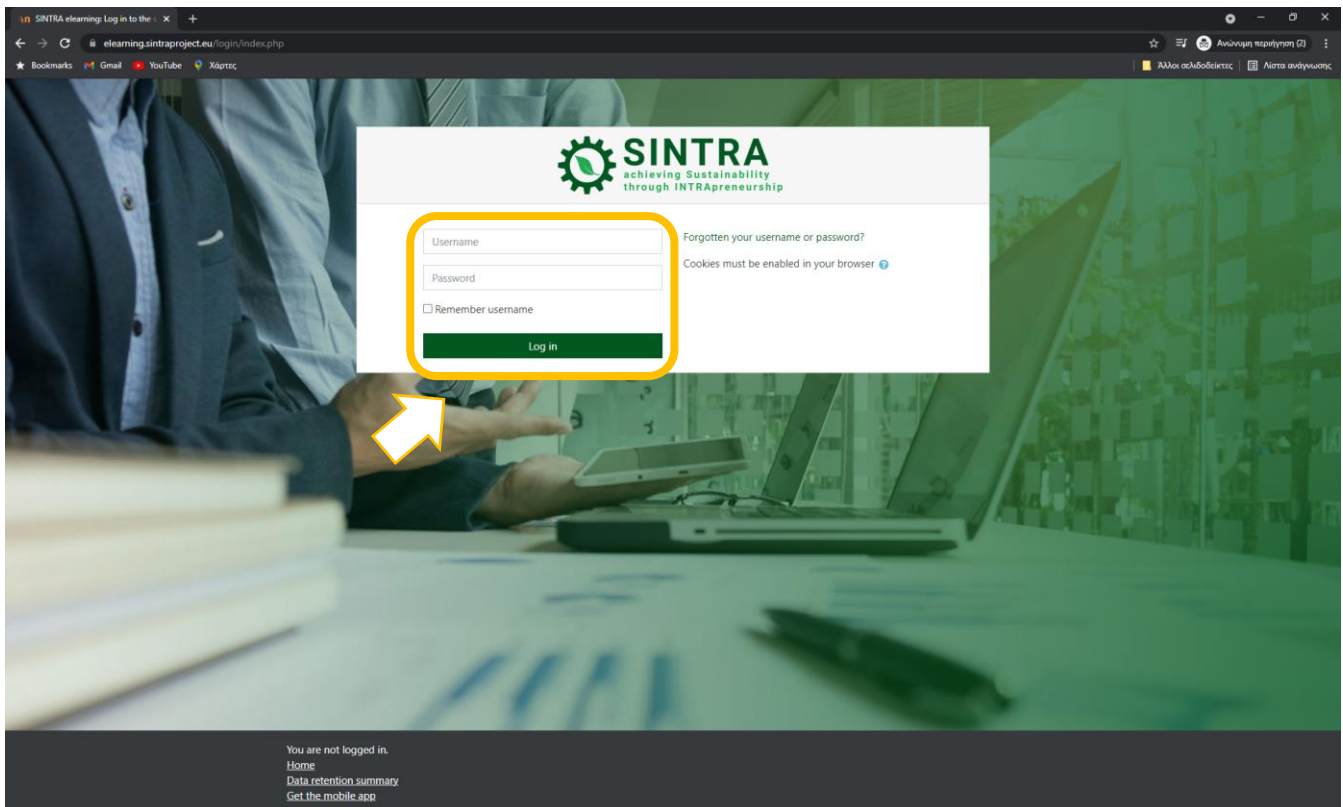 SINTRA elearning: Log in to the s
elearning.sintraproject.eu/login/index.php
Ανώνυμη περιήγηση (2)
Bookmarks Gmail YouTube Χάρτες
Άλλοι σελιδοδείκτες Λίστα ανάγνωσης
SINTRA
achieving Sustainability
through INTRApreneurship
Username
Forgotten your username or password?
Cookies must be enabled in your browser
Password
Remember username
Log in
You are not logged in.
Home
Data retention summary
Get the mobile app